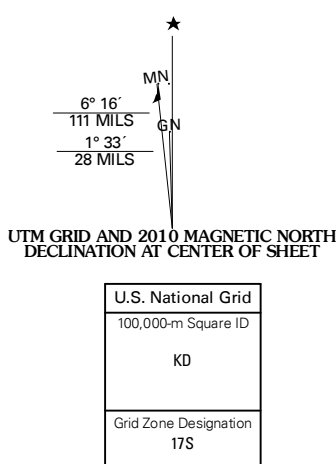 ★
MN
6° 16´
111 MILS
GN
1° 33´
28 MILS
UTM GRID AND 2010 MAGNETIC NORTH
DECLINATION AT CENTER OF SHEET
U.S. National Grid
100,000-m Square ID
KD
Grid Zone Designation
17S